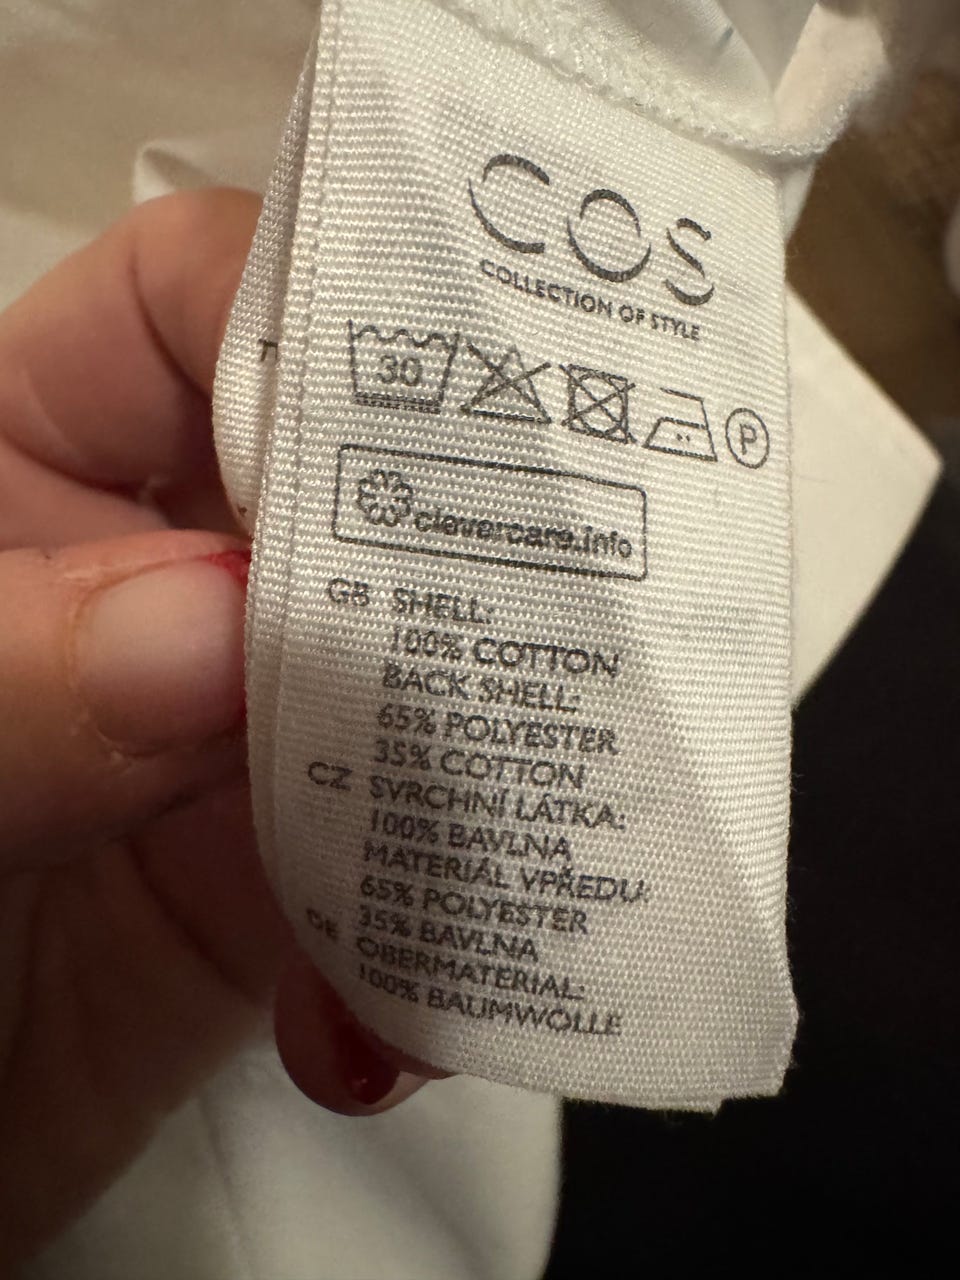 COS
COLLECTION OF STYLE
30
P
clevercare.info
GB SHELL:
100% COTTON
BACK SHELL:
65% POLYESTER
35% COTTON
CZ SVRCHNÍ LÁTKA:
100% BAVLNA
MATERIÁL VPŘEDU:
65% POLYESTER
35% BAVLNA
DE OBERMATERIAL:
100% BAUMWOLLE